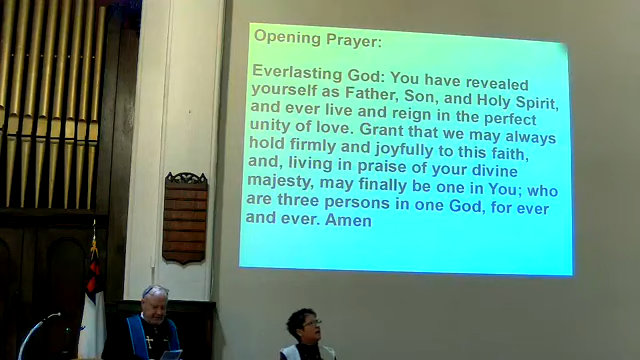 Opening Prayer:
Everlasting God: You have revealed
yourself as Father, Son, and Holy Spirit,
and ever live and reign in the perfect
unity of love. Grant that we may always
hold firmly and joyfully to this faith,
and, living in praise of your divine
majesty, may finally be one in You; who
are three persons in one God, for ever
and ever. Amen